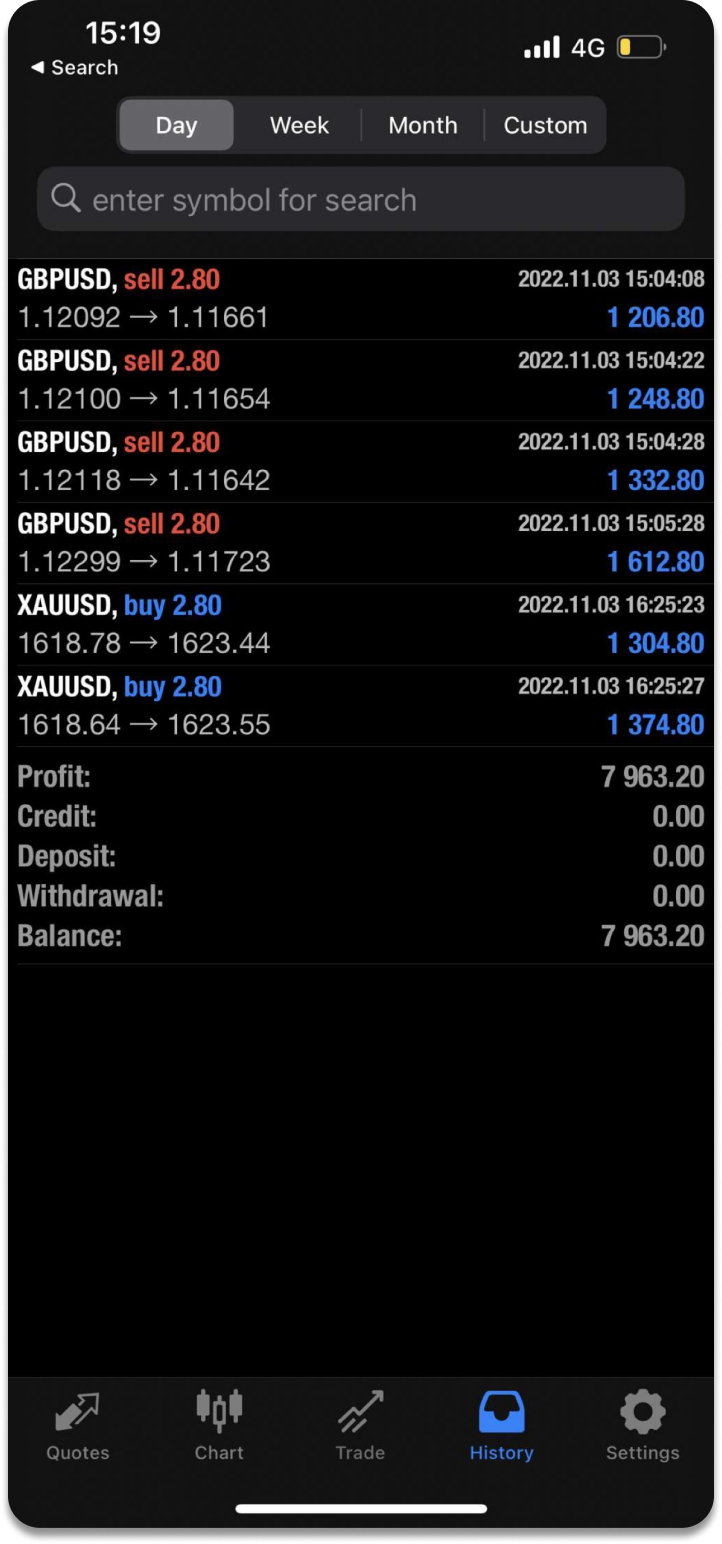 15:19
4G
◀ Search
Day Week Month Custom
enter symbol for search
GBPUSD, sell 2.80 2022.11.03 15:04:08
1.12092 → 1.11661 1 206.80
GBPUSD, sell 2.80 2022.11.03 15:04:22
1.12100 → 1.11654 1 248.80
GBPUSD, sell 2.80 2022.11.03 15:04:28
1.12118 → 1.11642 1 332.80
GBPUSD, sell 2.80 2022.11.03 15:05:28
1.12299 → 1.11723 1 612.80
XAUUSD, buy 2.80 2022.11.03 16:25:23
1618.78 → 1623.44 1 304.80
XAUUSD, buy 2.80 2022.11.03 16:25:27
1618.64 → 1623.55 1 374.80
Profit: 7 963.20
Credit: 0.00
Deposit: 0.00
Withdrawal: 0.00
Balance: 7 963.20
Quotes Chart Trade History Settings